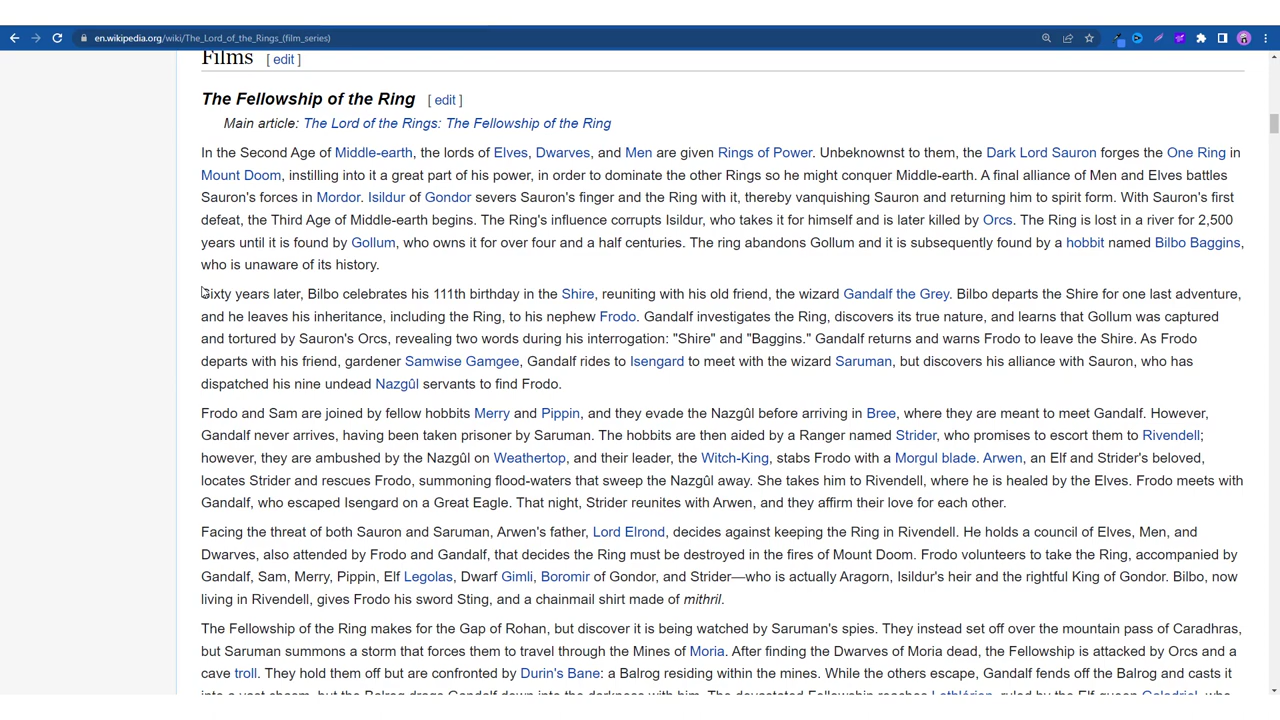 en.wikipedia.org/wiki/The_Lord_of_the_Rings_(film_series)
Films [ edit ]
The Fellowship of the Ring [ edit ]
Main article: The Lord of the Rings: The Fellowship of the Ring
In the Second Age of Middle-earth, the lords of Elves, Dwarves, and Men are given Rings of Power. Unbeknownst to them, the Dark Lord Sauron forges the One Ring in
Mount Doom, instilling into it a great part of his power, in order to dominate the other Rings so he might conquer Middle-earth. A final alliance of Men and Elves battles
Sauron's forces in Mordor. Isildur of Gondor severs Sauron's finger and the Ring with it, thereby vanquishing Sauron and returning him to spirit form. With Sauron's first
defeat, the Third Age of Middle-earth begins. The Ring's influence corrupts Isildur, who takes it for himself and is later killed by Orcs. The Ring is lost in a river for 2,500
years until it is found by Gollum, who owns it for over four and a half centuries. The ring abandons Gollum and it is subsequently found by a hobbit named Bilbo Baggins,
who is unaware of its history.
Sixty years later, Bilbo celebrates his 111th birthday in the Shire, reuniting with his old friend, the wizard Gandalf the Grey. Bilbo departs the Shire for one last adventure,
and he leaves his inheritance, including the Ring, to his nephew Frodo. Gandalf investigates the Ring, discovers its true nature, and learns that Gollum was captured
and tortured by Sauron's Orcs, revealing two words during his interrogation: "Shire" and "Baggins." Gandalf returns and warns Frodo to leave the Shire. As Frodo
departs with his friend, gardener Samwise Gamgee, Gandalf rides to Isengard to meet with the wizard Saruman, but discovers his alliance with Sauron, who has
dispatched his nine undead Nazgûl servants to find Frodo.
Frodo and Sam are joined by fellow hobbits Merry and Pippin, and they evade the Nazgûl before arriving in Bree, where they are meant to meet Gandalf. However,
Gandalf never arrives, having been taken prisoner by Saruman. The hobbits are then aided by a Ranger named Strider, who promises to escort them to Rivendell;
however, they are ambushed by the Nazgûl on Weathertop, and their leader, the Witch-King, stabs Frodo with a Morgul blade. Arwen, an Elf and Strider's beloved,
locates Strider and rescues Frodo, summoning flood-waters that sweep the Nazgûl away. She takes him to Rivendell, where he is healed by the Elves. Frodo meets with
Gandalf, who escaped Isengard on a Great Eagle. That night, Strider reunites with Arwen, and they affirm their love for each other.
Facing the threat of both Sauron and Saruman, Arwen's father, Lord Elrond, decides against keeping the Ring in Rivendell. He holds a council of Elves, Men, and
Dwarves, also attended by Frodo and Gandalf, that decides the Ring must be destroyed in the fires of Mount Doom. Frodo volunteers to take the Ring, accompanied by
Gandalf, Sam, Merry, Pippin, Elf Legolas, Dwarf Gimli, Boromir of Gondor, and Strider—who is actually Aragorn, Isildur's heir and the rightful King of Gondor. Bilbo, now
living in Rivendell, gives Frodo his sword Sting, and a chainmail shirt made of mithril.
The Fellowship of the Ring makes for the Gap of Rohan, but discover it is being watched by Saruman's spies. They instead set off over the mountain pass of Caradhras,
but Saruman summons a storm that forces them to travel through the Mines of Moria. After finding the Dwarves of Moria dead, the Fellowship is attacked by Orcs and a
cave troll. They hold them off but are confronted by Durin's Bane: a Balrog residing within the mines. While the others escape, Gandalf fends off the Balrog and casts it
into a vast chasm, but the Balrog drags Gandalf down into the darkness with him. The devastated Fellowship reaches Lothlórien, ruled by the Elf-queen Galadriel, who